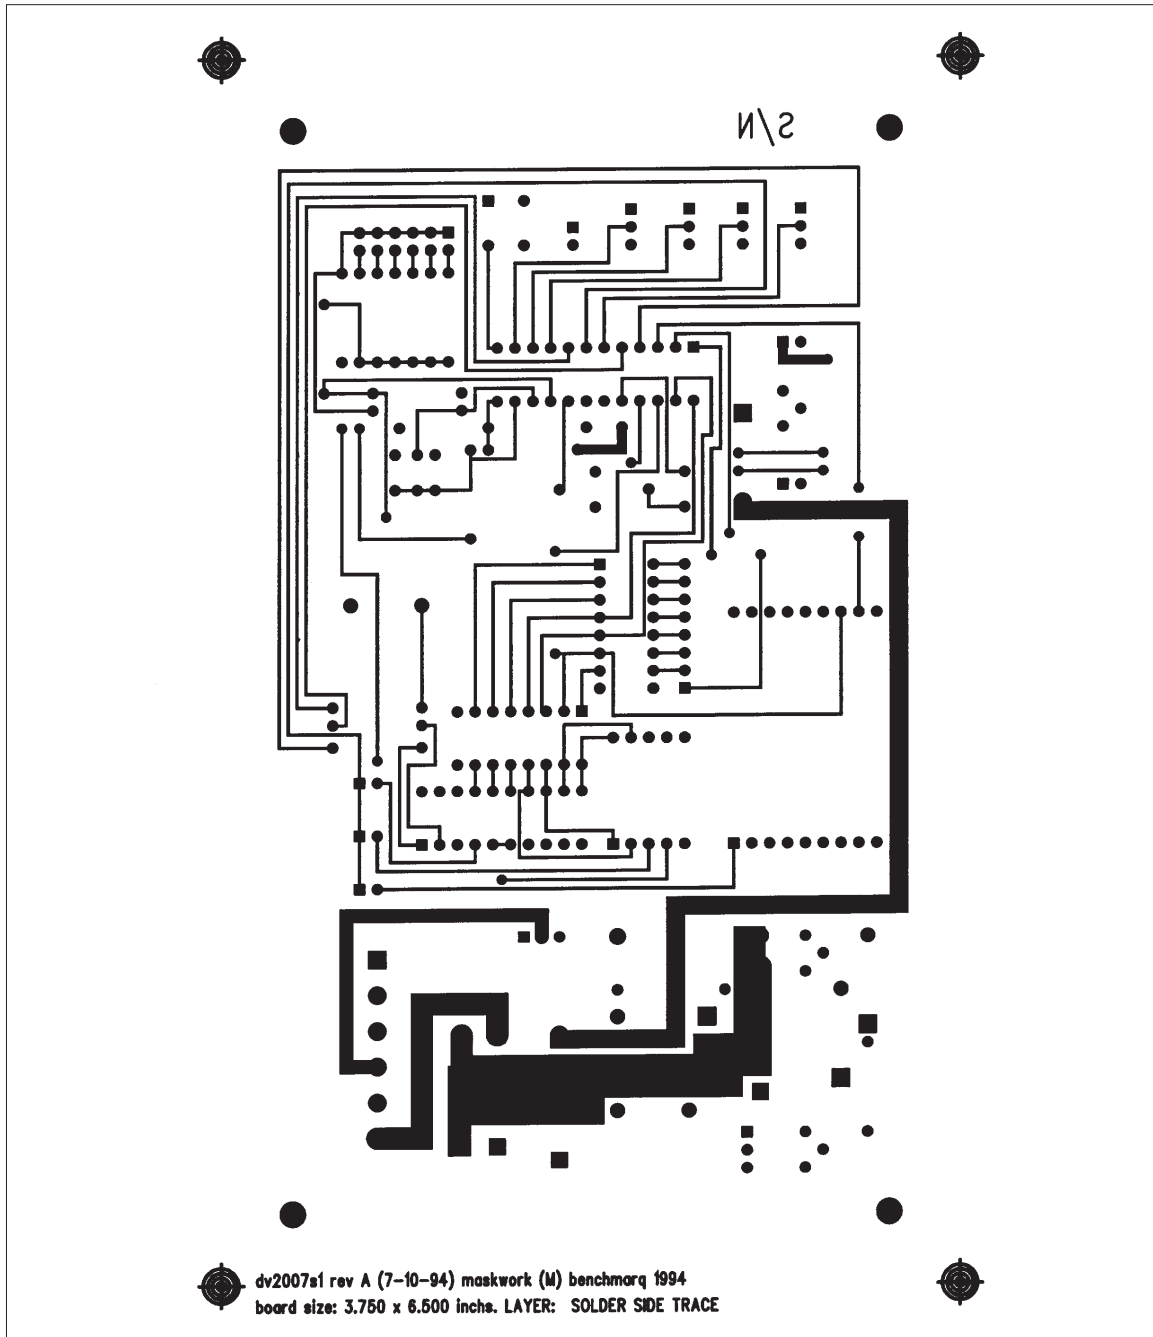 S/N
dv2007s1 rev A (7-10-94) maskwork (M) benchmarq 1994
board size: 3.750 x 6.500 inchs. LAYER: SOLDER SIDE TRACE